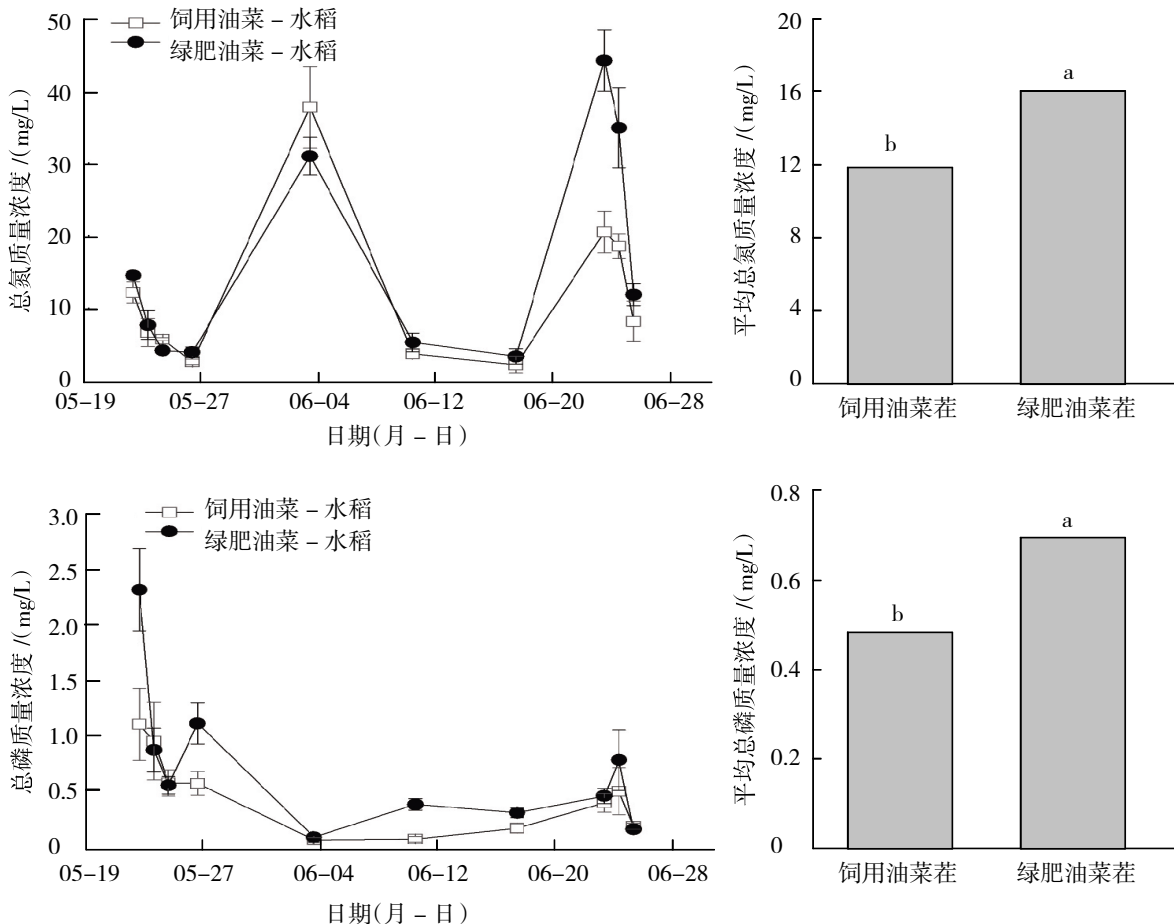 饲用油菜－水稻
绿肥油菜－水稻
总氮质量浓度/(mg/L)
50
40
30
20
10
0
05-19 05-27 06-04 06-12 06-20 06-28
日期(月－日)
平均总氮质量浓度/(mg/L)
20
16
12
8
4
0
b
a
饲用油菜茬 绿肥油菜茬
饲用油菜－水稻
绿肥油菜－水稻
总磷质量浓度/(mg/L)
3.0
2.5
2.0
1.5
1.0
0.5
0
05-19 05-27 06-04 06-12 06-20 06-28
日期(月－日)
平均总磷质量浓度/(mg/L)
0.8
0.6
0.4
0.2
0
b
a
饲用油菜茬 绿肥油菜茬